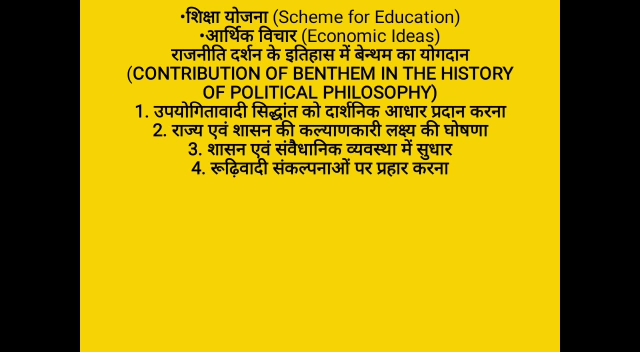 •शिक्षा योजना (Scheme for Education)
•आर्थिक विचार (Economic Ideas)
राजनीति दर्शन के इतिहास में बेन्थम का योगदान
(CONTRIBUTION OF BENTHEM IN THE HISTORY
OF POLITICAL PHILOSOPHY)
1. उपयोगितावादी सिद्धांत को दार्शनिक आधार प्रदान करना
2. राज्य एवं शासन की कल्याणकारी लक्ष्य की घोषणा
3. शासन एवं संवैधानिक व्यवस्था में सुधार
4. रूढ़िवादी संकल्पनाओं पर प्रहार करना